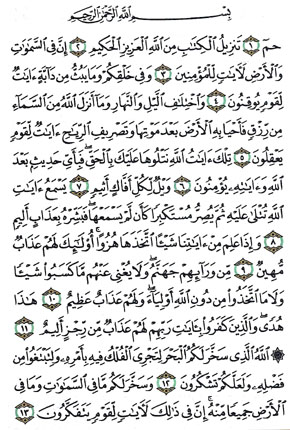 بِسْمِ ٱللَّهِ ٱلرَّحْمَٰنِ ٱلرَّحِيمِ
حمٓ ١ تَنزِيلُ ٱلْكِتَٰبِ مِنَ ٱللَّهِ ٱلْعَزِيزِ ٱلْحَكِيمِ ٢ إِنَّ فِى ٱلسَّمَٰوَٰتِ
وَٱلْأَرْضِ لَءَايَٰتٍ لِّلْمُؤْمِنِينَ ٣ وَفِى خَلْقِكُمْ وَمَا يَبُثُّ مِن دَآبَّةٍ ءَايَٰتٌ
لِّقَوْمٍ يُوقِنُونَ ٤ وَٱخْتِلَٰفِ ٱلَّيْلِ وَٱلنَّهَارِ وَمَآ أَنزَلَ ٱللَّهُ مِنَ ٱلسَّمَآءِ
مِن رِّزْقٍ فَأَحْيَا بِهِ ٱلْأَرْضَ بَعْدَ مَوْتِهَا وَتَصْرِيفِ ٱلرِّيَٰحِ ءَايَٰتٌ لِّقَوْمٍ
يَعْقِلُونَ ٥ تِلْكَ ءَايَٰتُ ٱللَّهِ نَتْلُوهَا عَلَيْكَ بِٱلْحَقِّ فَبِأَىِّ حَدِيثٍۭ بَعْدَ
ٱللَّهِ وَءَايَٰتِهِۦ يُؤْمِنُونَ ٦ وَيْلٌ لِّكُلِّ أَفَّاكٍ أَثِيمٍ ٧ يَسْمَعُ ءَايَٰتِ
ٱللَّهِ تُتْلَىٰ عَلَيْهِ ثُمَّ يُصِرُّ مُسْتَكْبِرًا كَأَن لَّمْ يَسْمَعْهَا فَبَشِّرْهُ بِعَذَابٍ أَلِيمٍ
٨ وَإِذَا عَلِمَ مِنْ ءَايَٰتِنَا شَيْـًٔا ٱتَّخَذَهَا هُزُوًا أُو۟لَٰٓئِكَ لَهُمْ عَذَابٌ
مُّهِينٌ ٩ مِّن وَرَآئِهِمْ جَهَنَّمُ وَلَا يُغْنِى عَنْهُم مَّا كَسَبُوا۟ شَيْـًٔا
وَلَا مَا ٱتَّخَذُوا۟ مِن دُونِ ٱللَّهِ أَوْلِيَآءَ وَلَهُمْ عَذَابٌ عَظِيمٌ ١٠ هَٰذَا
هُدًى وَٱلَّذِينَ كَفَرُوا۟ بِـَٔايَٰتِ رَبِّهِمْ لَهُمْ عَذَابٌ مِّن رِّجْزٍ أَلِيمٌ ١١
۞ ٱللَّهُ ٱلَّذِى سَخَّرَ لَكُمُ ٱلْبَحْرَ لِتَجْرِىَ ٱلْفُلْكُ فِيهِ بِأَمْرِهِۦ وَلِتَبْتَغُوا۟ مِن
فَضْلِهِۦ وَلَعَلَّكُمْ تَشْكُرُونَ ١٢ وَسَخَّرَ لَكُم مَّا فِى ٱلسَّمَٰوَٰتِ وَمَا فِى
ٱلْأَرْضِ جَمِيعًا مِّنْهُ إِنَّ فِى ذَٰلِكَ لَءَايَٰتٍ لِّقَوْمٍ يَتَفَكَّرُونَ ١٣